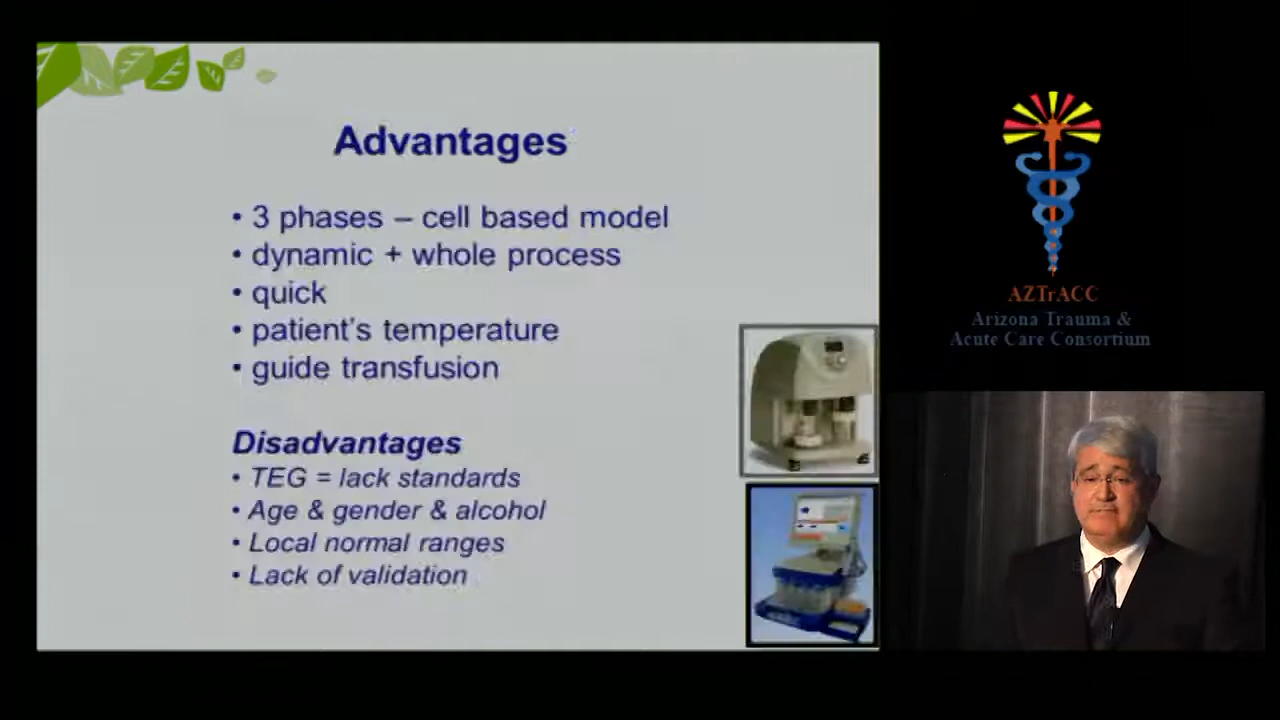 Advantages
• 3 phases – cell based model
• dynamic + whole process
• quick
• patient's temperature
• guide transfusion
Disadvantages
• TEG = lack standards
• Age & gender & alcohol
• Local normal ranges
• Lack of validation
AZTrACC
Arizona Trauma &
Acute Care Consortium